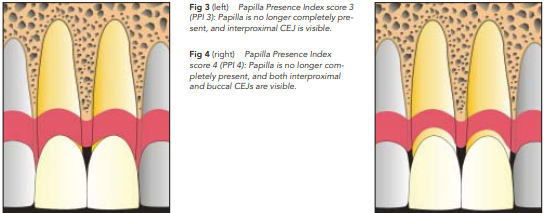 Fig 3 (left) Papilla Presence Index score 3
(PPI 3): Papilla is no longer completely pre-
sent, and interproximal CEJ is visible.
Fig 4 (right) Papilla Presence Index
score 4 (PPI 4): Papilla is no longer com-
pletely present, and both interproximal
and buccal CEJs are visible.